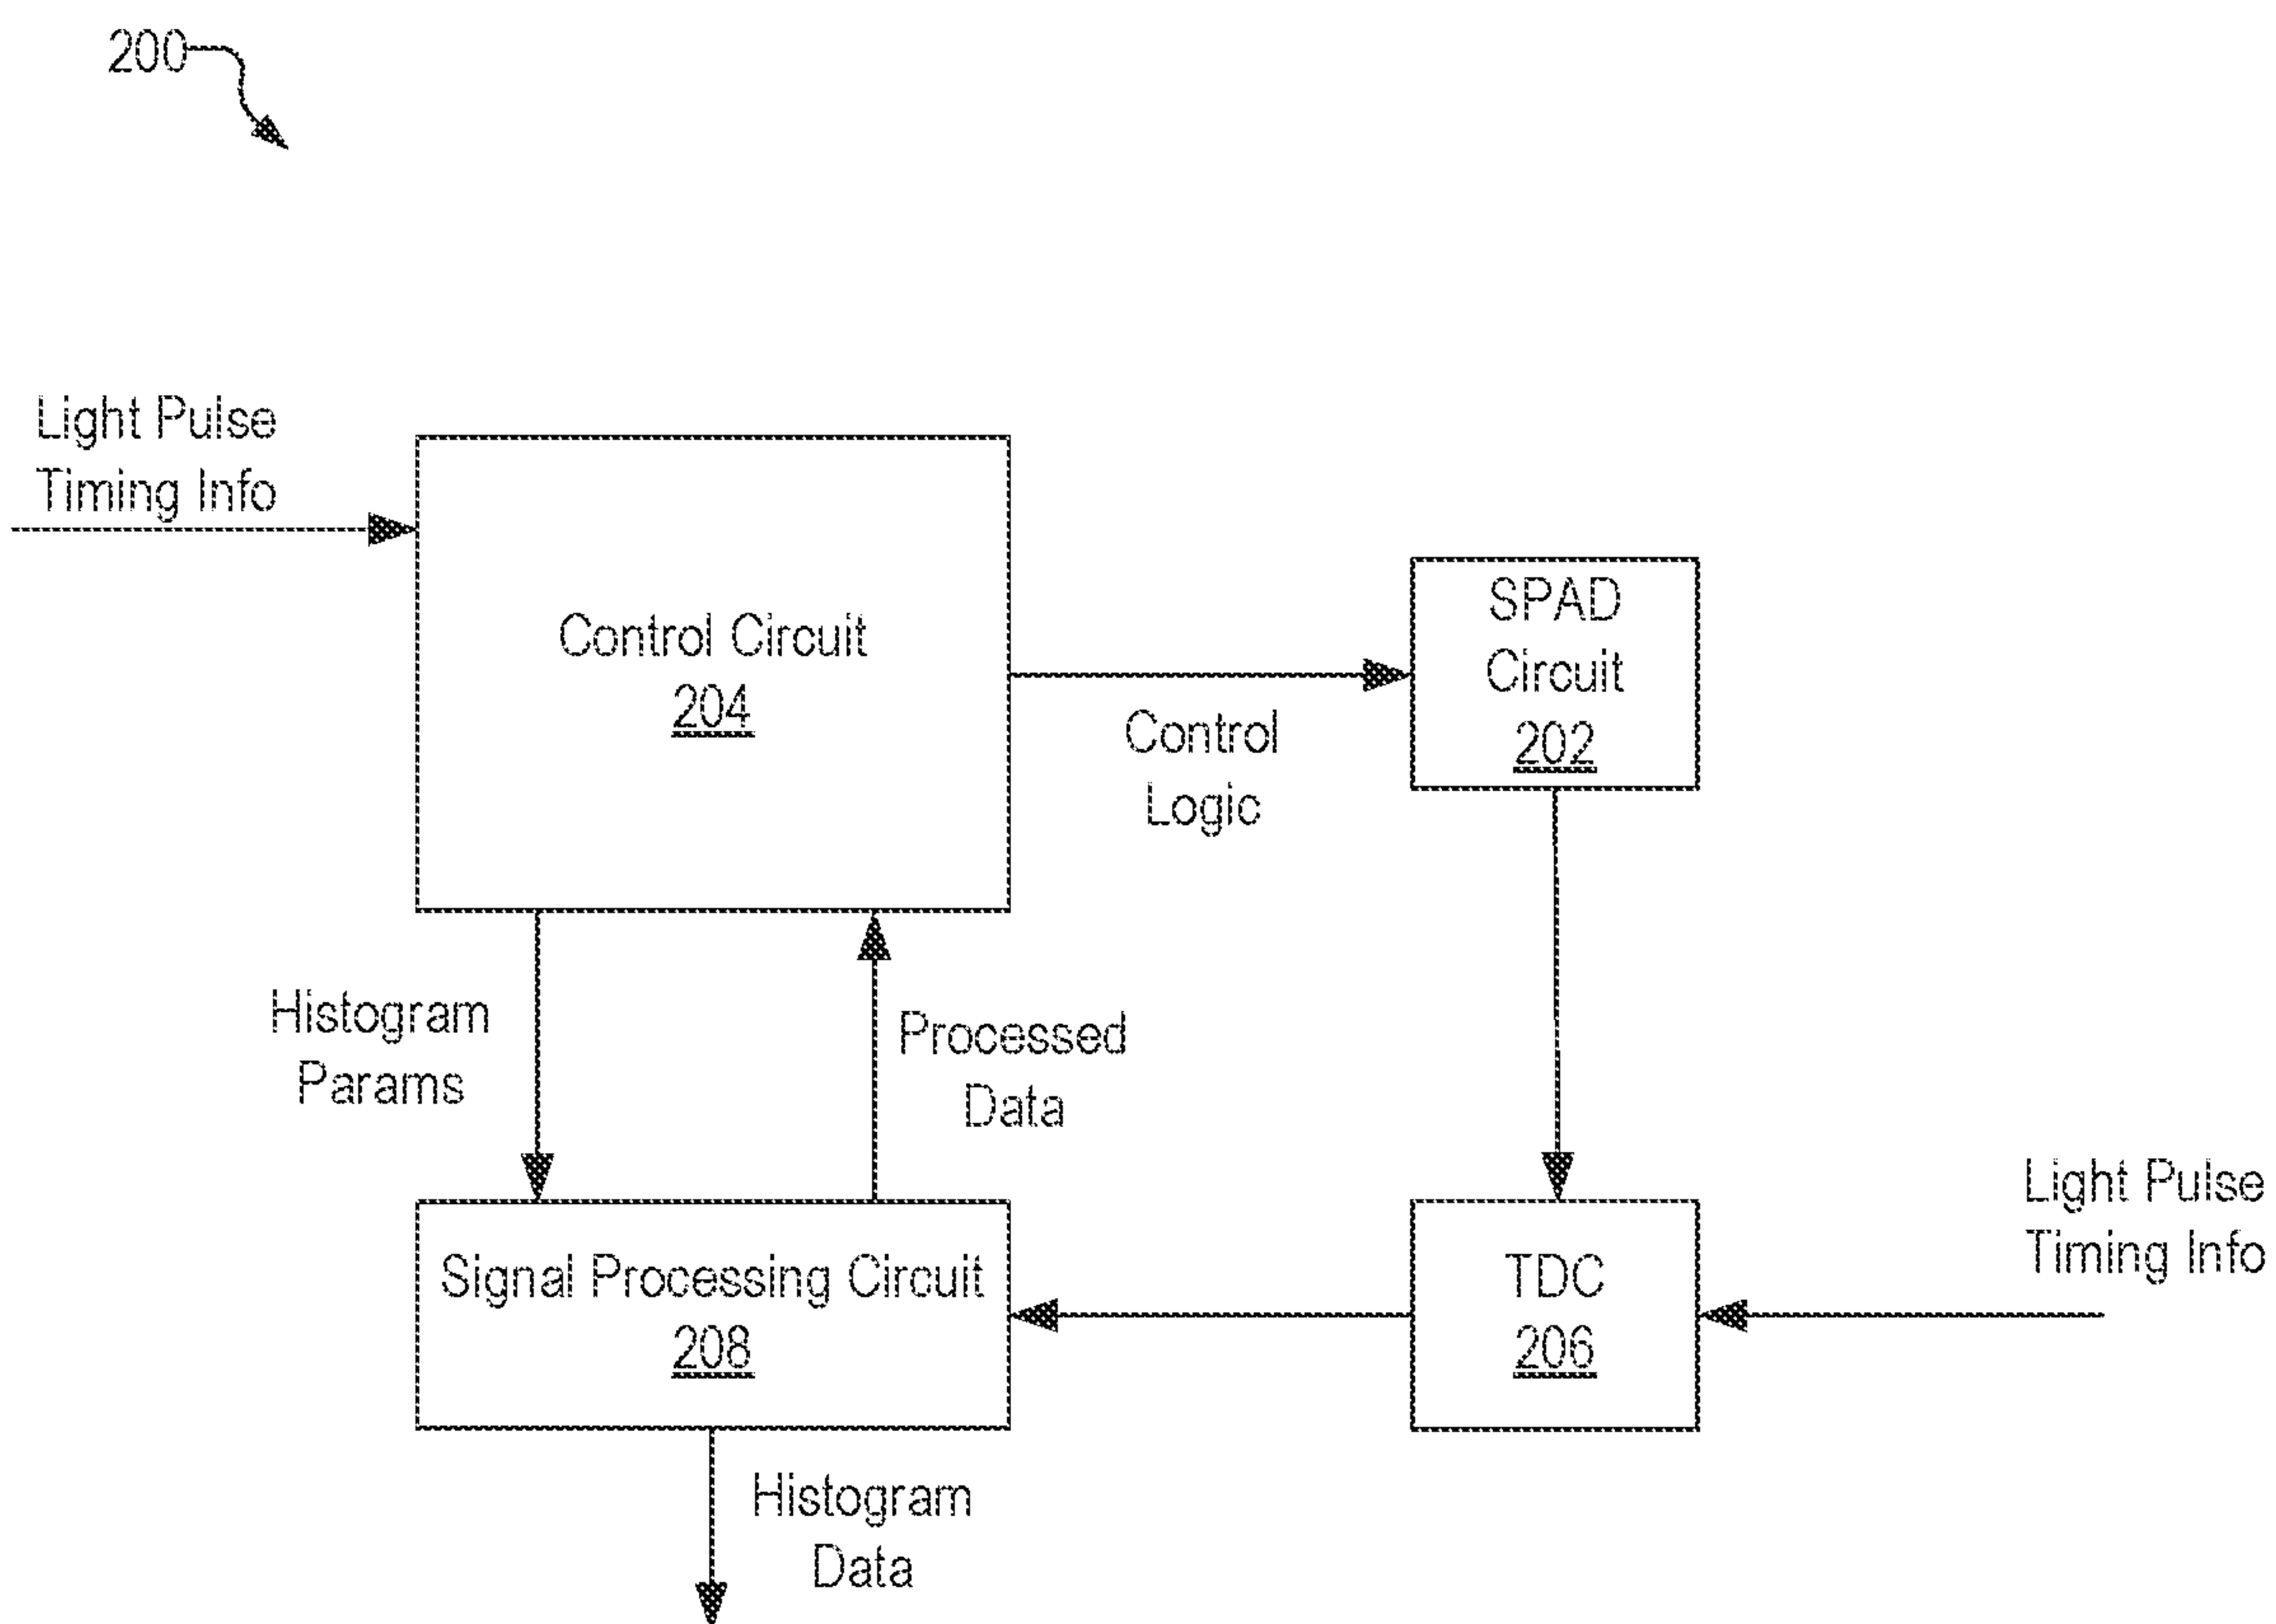 200
Light Pulse
Timing Info
Control Circuit
204
SPAD
Circuit
202
Control
Logic
Histogram
Params
Processed
Data
Light Pulse
Timing Info
Signal Processing Circuit
208
TDC
206
Histogram
Data